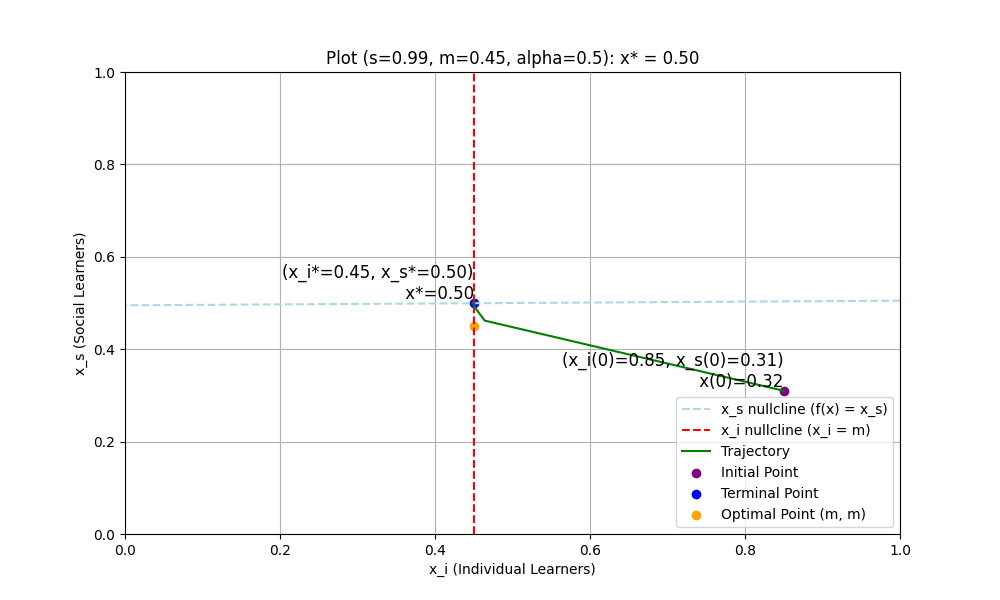 Plot (s=0.99, m=0.45, alpha=0.5): x* = 0.50
1.0
0.8
0.6
0.4
0.2
0.0
x_s (Social Learners)
(x_i*=0.45, x_s*=0.50)
x*=0.50
(x_i(0)=0.85, x_s(0)=0.31)
x(0)=0.32
x_s nullcline (f(x) = x_s)
x_i nullcline (x_i = m)
Trajectory
Initial Point
Terminal Point
Optimal Point (m, m)
0.0 0.2 0.4 0.6 0.8 1.0
x_i (Individual Learners)